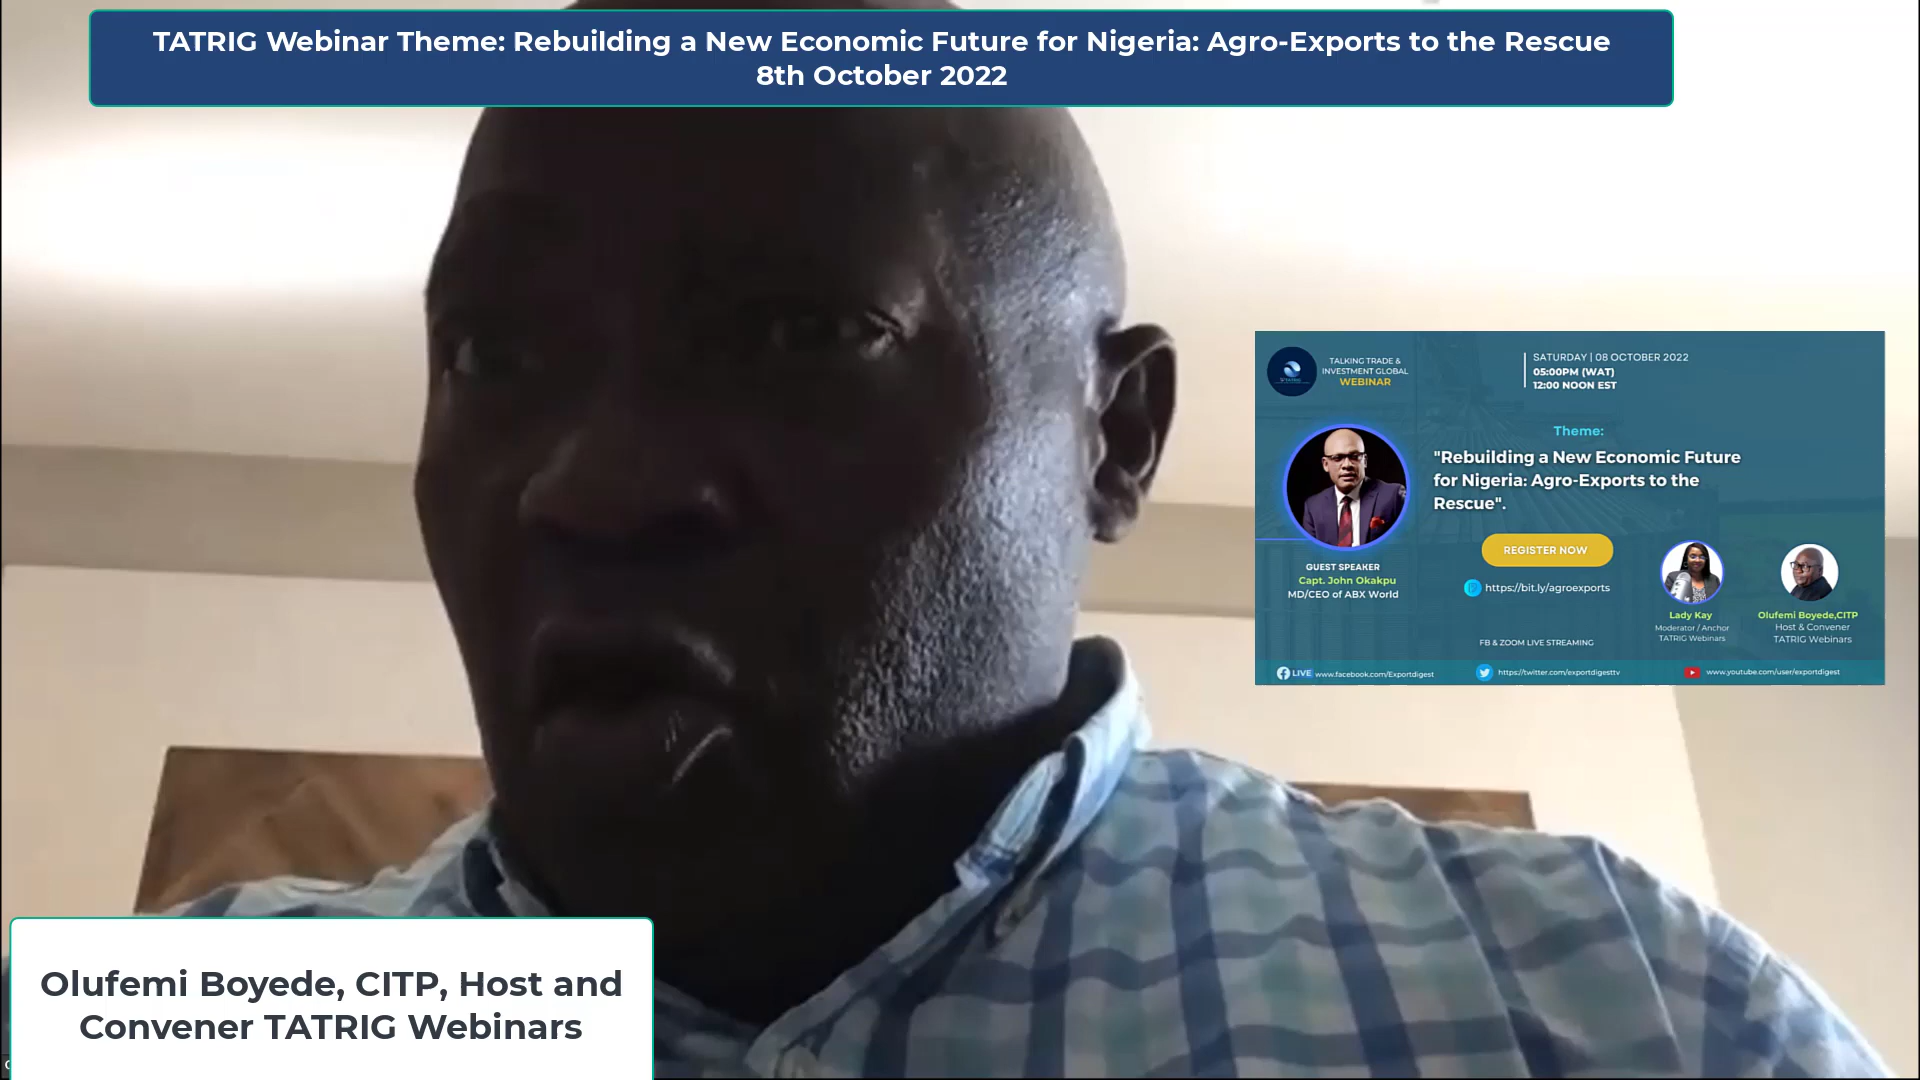 TATRIG Webinar Theme: Rebuilding a New Economic Future for Nigeria: Agro-Exports to the Rescue
8th October 2022
TALKING TRADE &
INVESTMENT GLOBAL
WEBINAR
SATURDAY | 08 OCTOBER 2022
05:00PM (WAT)
12:00 NOON EST
Theme:
"Rebuilding a New Economic Future
for Nigeria: Agro-Exports to the
Rescue".
REGISTER NOW
https://bit.ly/agroexports
GUEST SPEAKER
Capt. John Okakpu
MD/CEO of ABX World
Lady Kay
Moderator / Anchor
TATRIG Webinars
Olufemi Boyede,CITP
Host & Convener
TATRIG Webinars
FB & ZOOM LIVE STREAMING
LIVE www.facebook.com/Exportdigest
https://twitter.com/exportdigesttv
www.youtube.com/user/exportdigest
Olufemi Boyede, CITP, Host and
Convener TATRIG Webinars